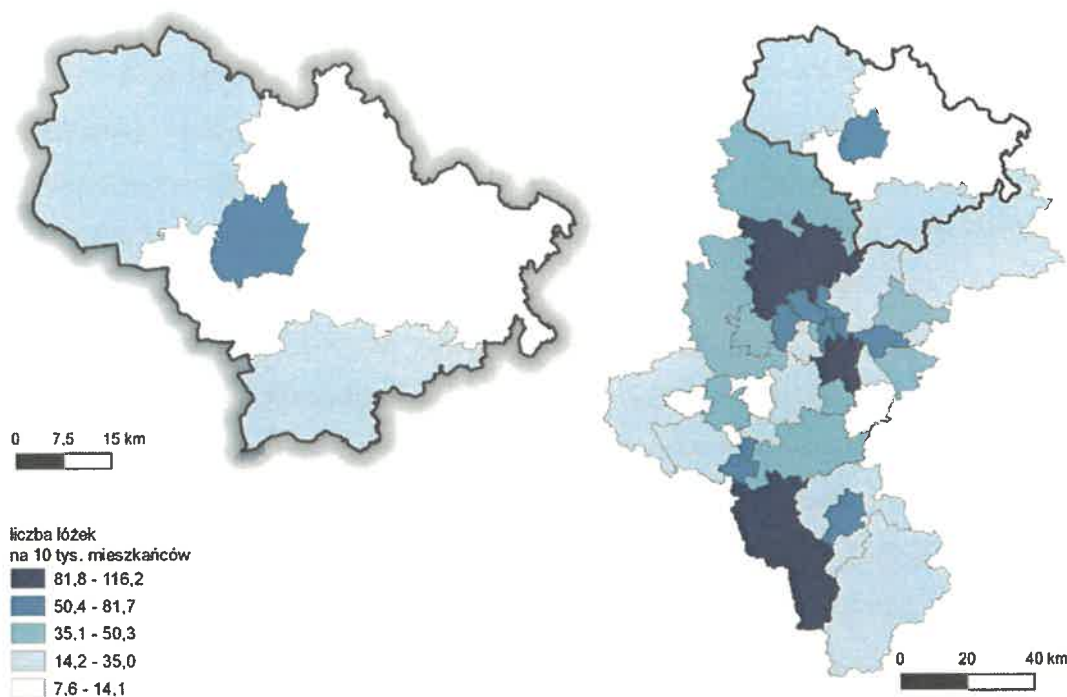 0 7,5 15 km
liczba łóżek
na 10 tys. mieszkańców
81,8 - 116,2
50,4 - 81,7
35,1 - 50,3
14,2 - 35,0
7,6 - 14,1
0 20 40 km